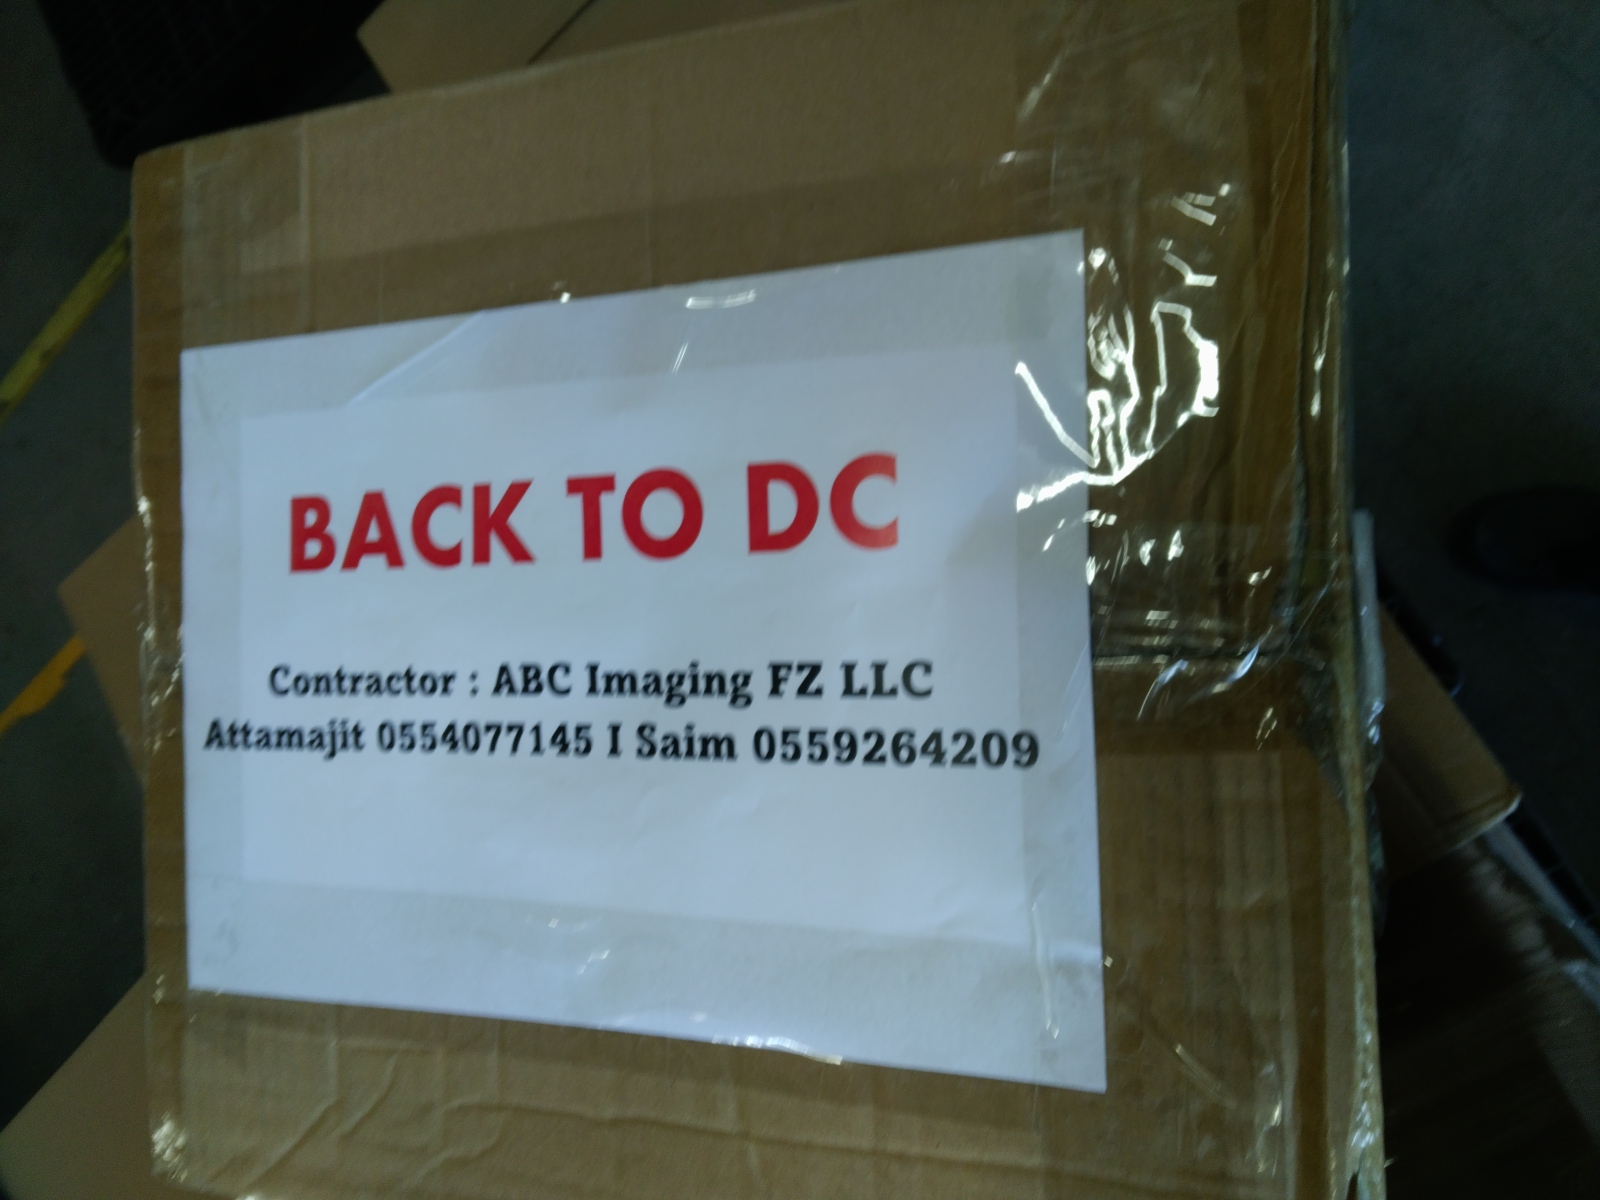 BACK TO DC
Contractor : ABC Imaging FZ LLC
Attamajit 0554077145 I Saim 0559264209